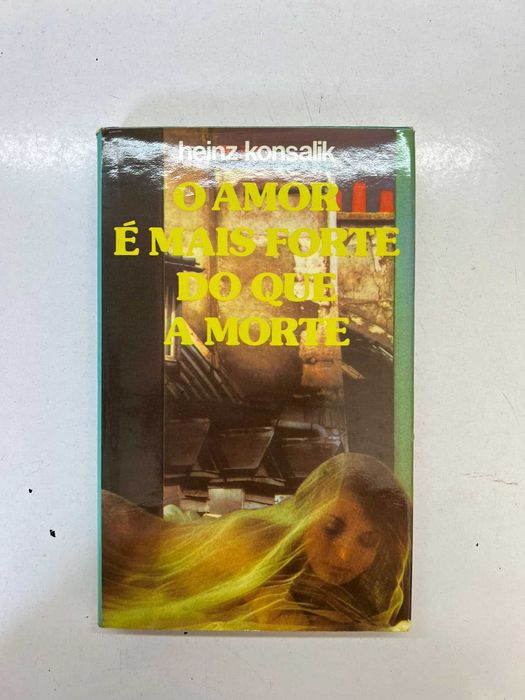 heinz konsalik
O AMOR
É MAIS FORTE
DO QUE
A MORTE